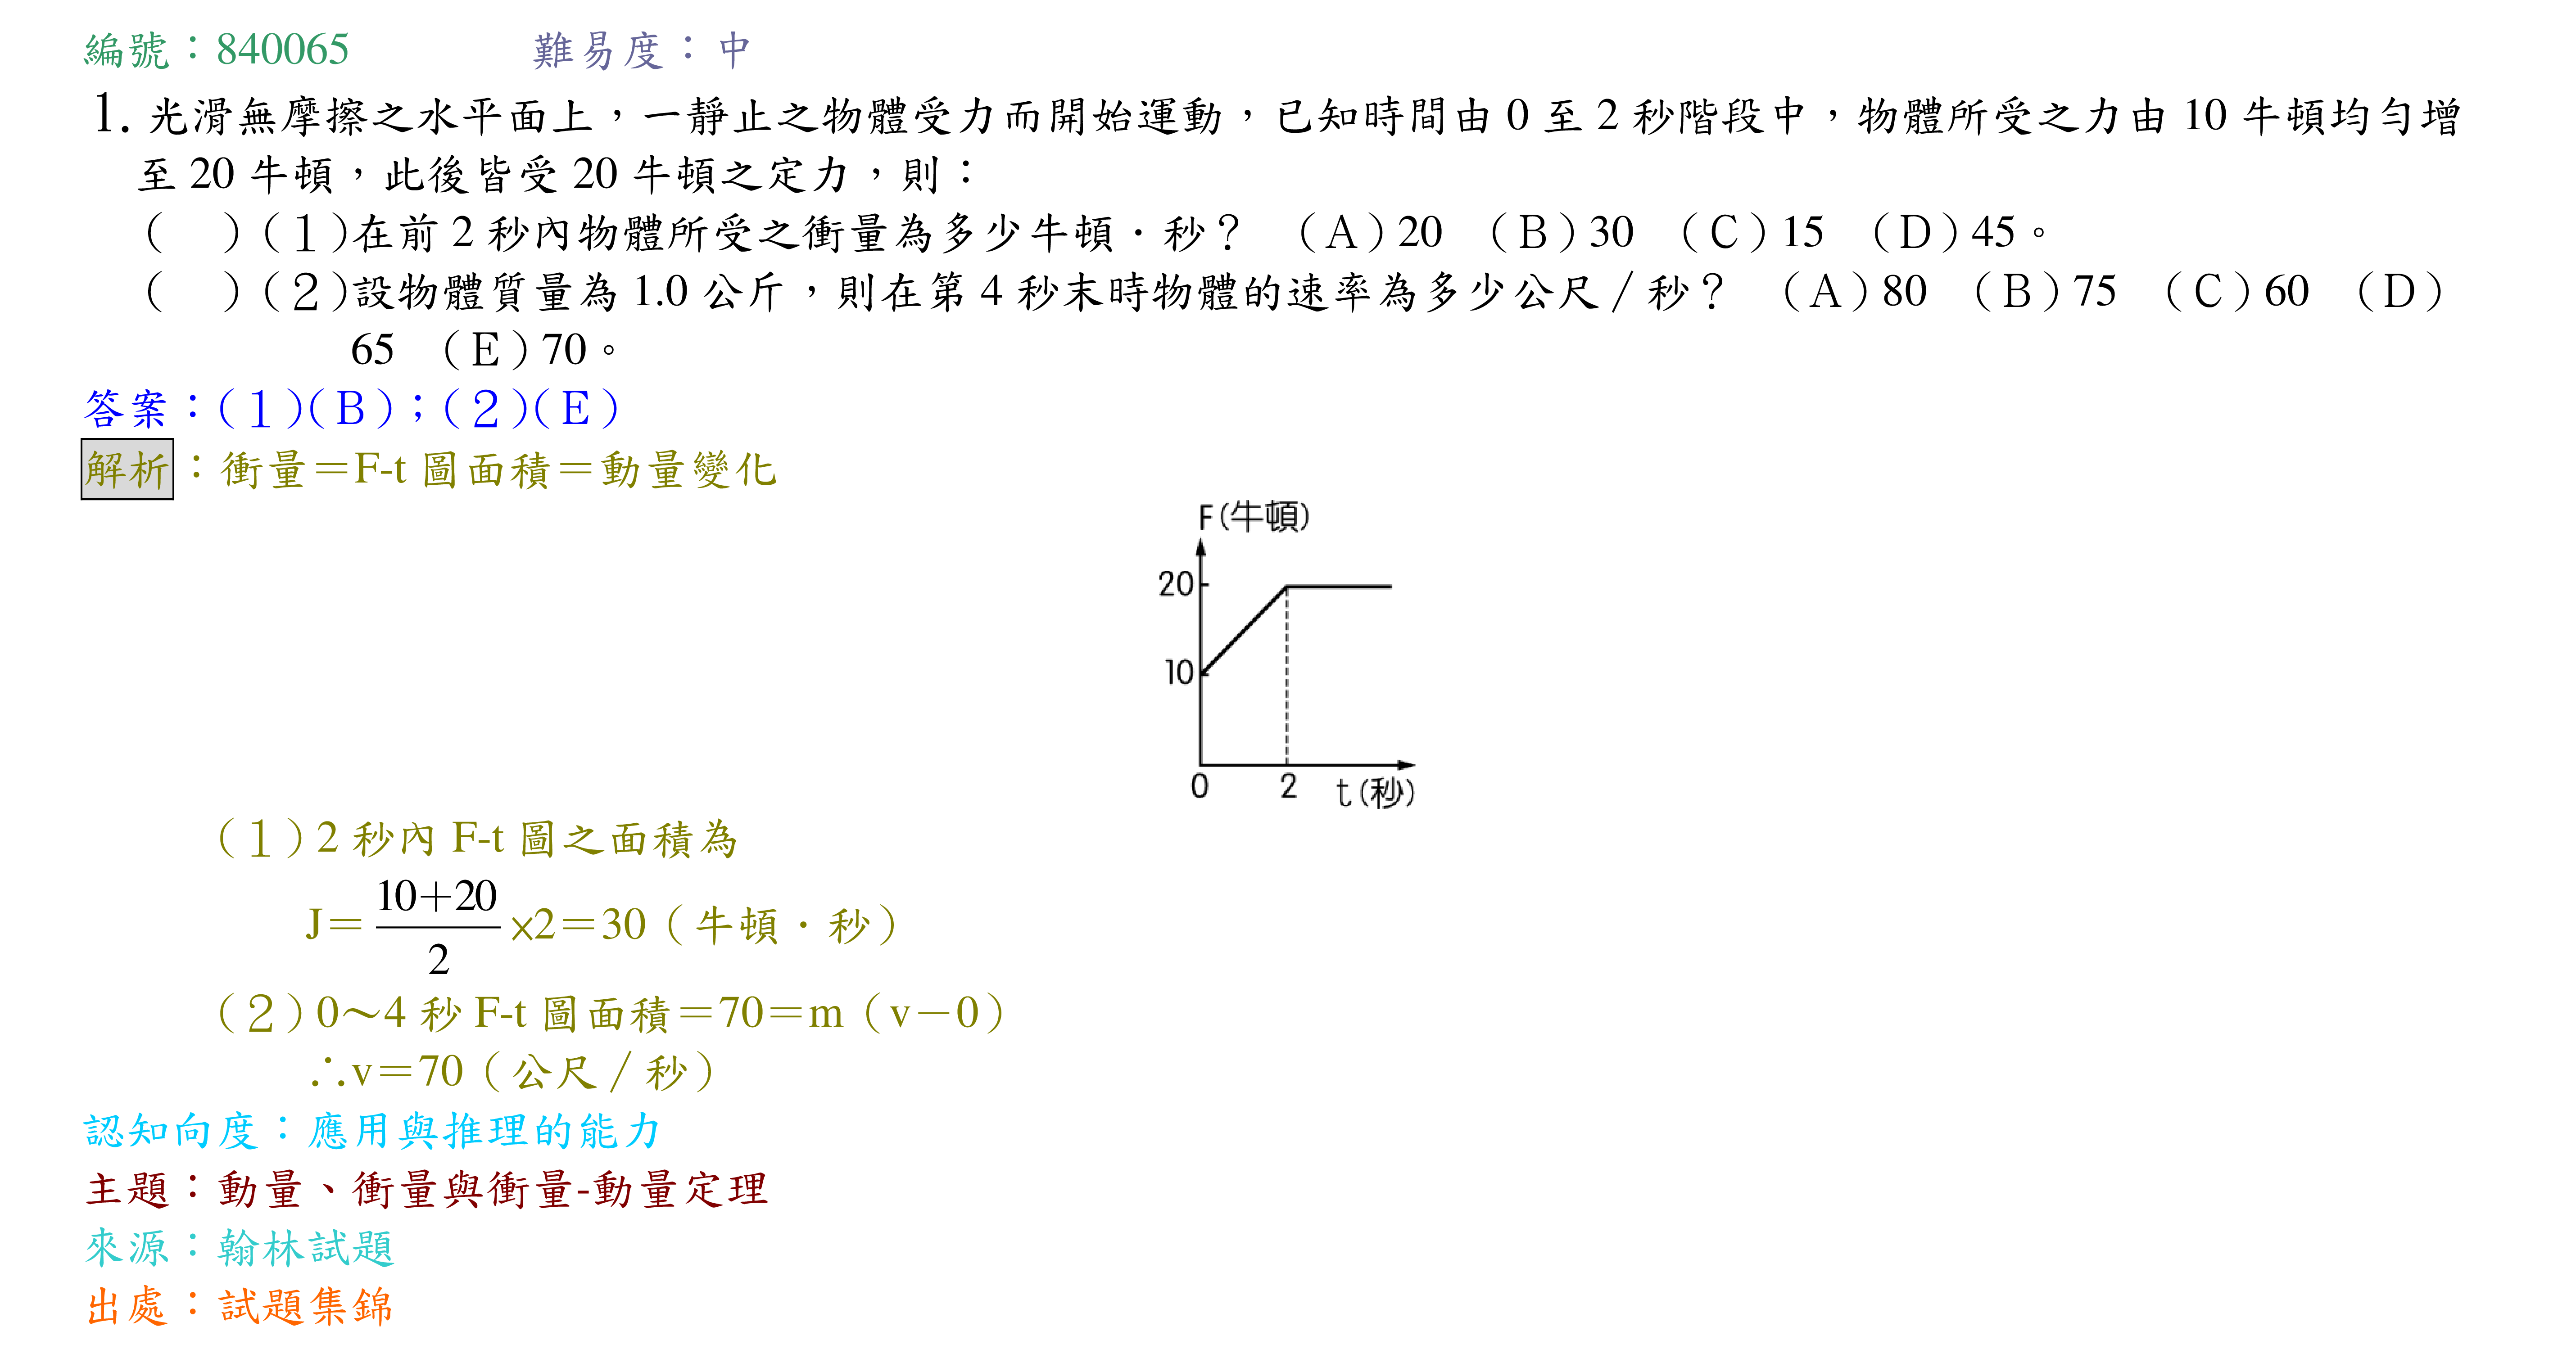 編號：840065　難易度：中
1. 光滑無摩擦之水平面上，一靜止之物體受力而開始運動，已知時間由 0 至 2 秒階段中，物體所受之力由 10 牛頓均勻增
至 20 牛頓，此後皆受 20 牛頓之定力，則：
（　）（1）在前 2 秒內物體所受之衝量為多少牛頓．秒？　（A）20　（B）30　（C）15　（D）45。
（　）（2）設物體質量為 1.0 公斤，則在第 4 秒末時物體的速率為多少公尺／秒？　（A）80　（B）75　（C）60　（D）
65　（E）70。
答案：（1）（B）；（2）（E）
解析：衝量＝F-t 圖面積＝動量變化
F(牛頓)
20
10
0　2　t(秒)
（1）2 秒內 F-t 圖之面積為
J＝(10+20)/2×2＝30（牛頓．秒）
（2）0～4 秒 F-t 圖面積＝70＝m（v－0）
∴v＝70（公尺／秒）
認知向度：應用與推理的能力
主題：動量、衝量與衝量-動量定理
來源：翰林試題
出處：試題集錦